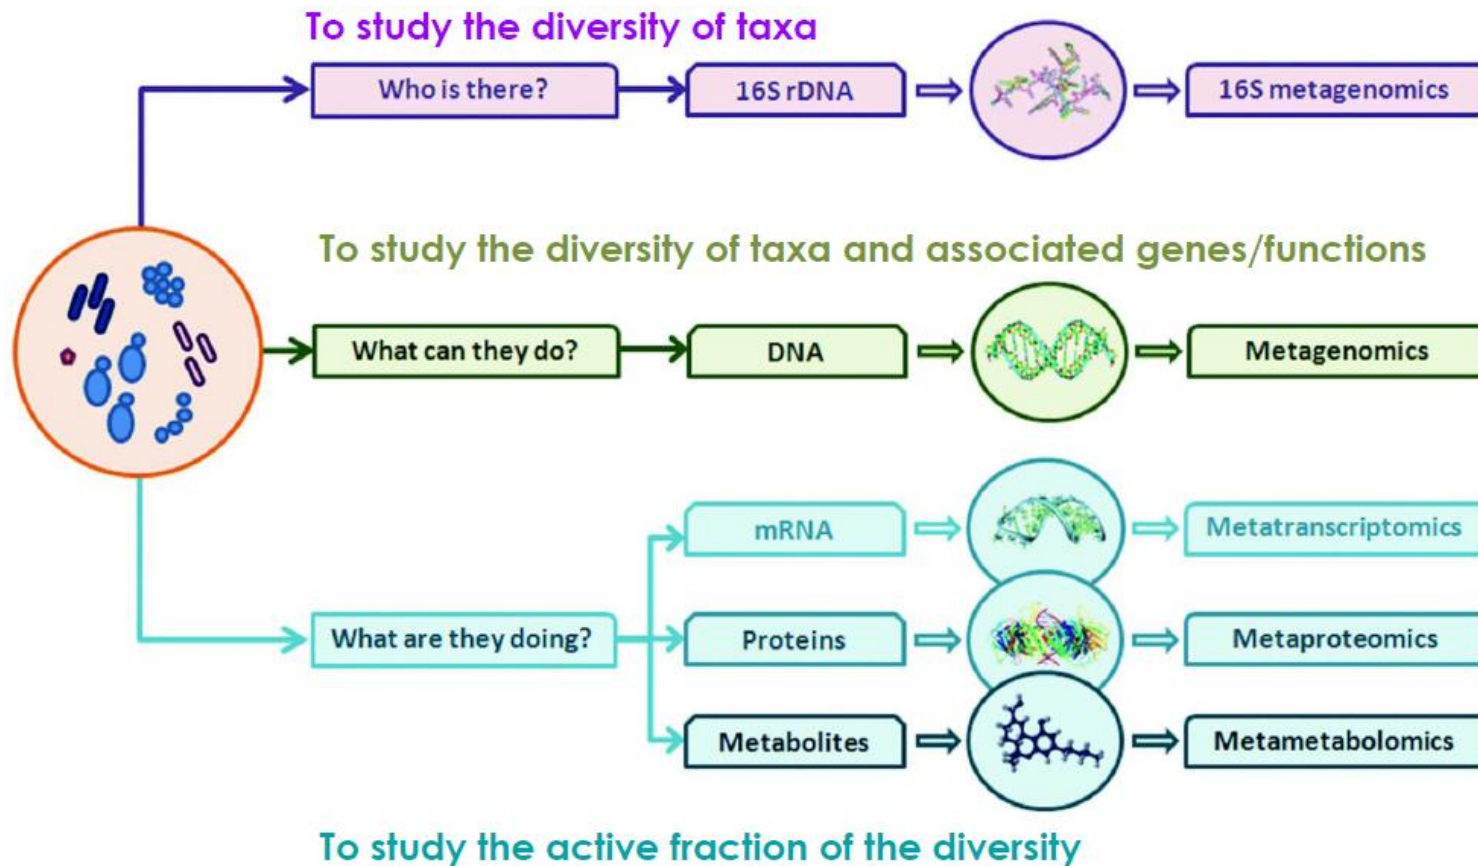 To study the diversity of taxa
Who is there?
16S rDNA
16S metagenomics
To study the diversity of taxa and associated genes/functions
What can they do?
DNA
Metagenomics
mRNA
Metatranscriptomics
What are they doing?
Proteins
Metaproteomics
Metabolites
Metametabolomics
To study the active fraction of the diversity